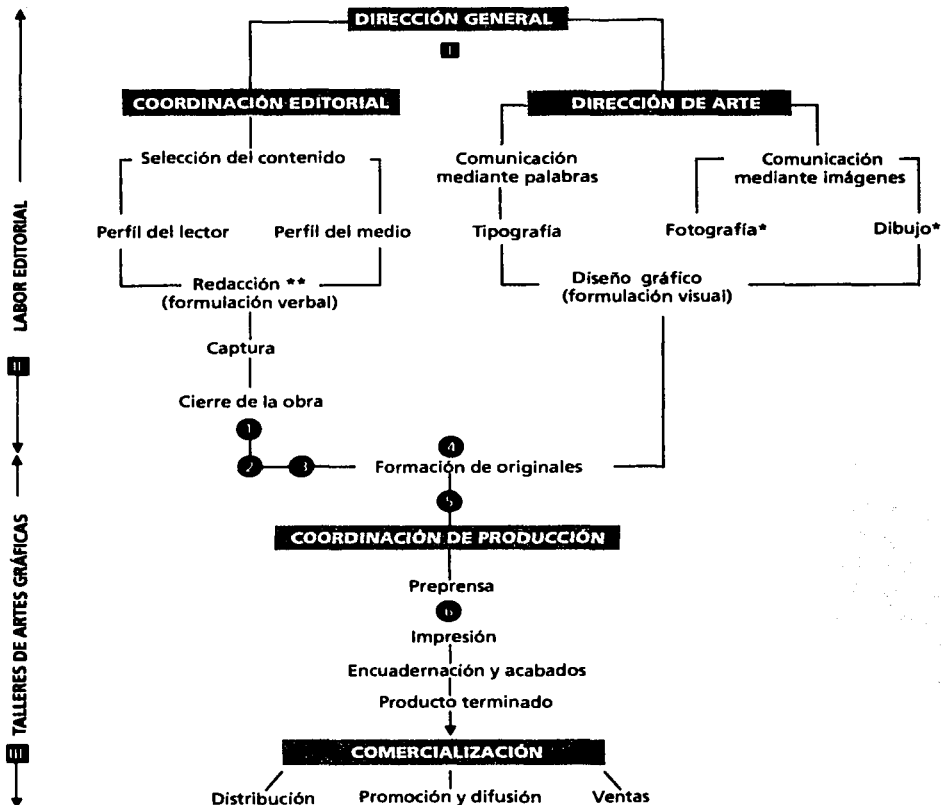 DIRECCIÓN GENERAL
I
COORDINACIÓN EDITORIAL
DIRECCIÓN DE ARTE
Selección del contenido
Comunicación
mediante palabras
Comunicación
mediante imágenes
Perfil del lector
Perfil del medio
Tipografía
Fotografía*
Dibujo*
Redacción **
(formulación verbal)
Diseño gráfico
(formulación visual)
Captura
Cierre de la obra
1
2
3
4
Formación de originales
5
COORDINACIÓN DE PRODUCCIÓN
Preprensa
6
Impresión
Encuadernación y acabados
Producto terminado
COMERCIALIZACIÓN
Distribución
Promoción y difusión
Ventas
LABOR EDITORIAL
II
TALLERES DE ARTES GRÁFICAS
III